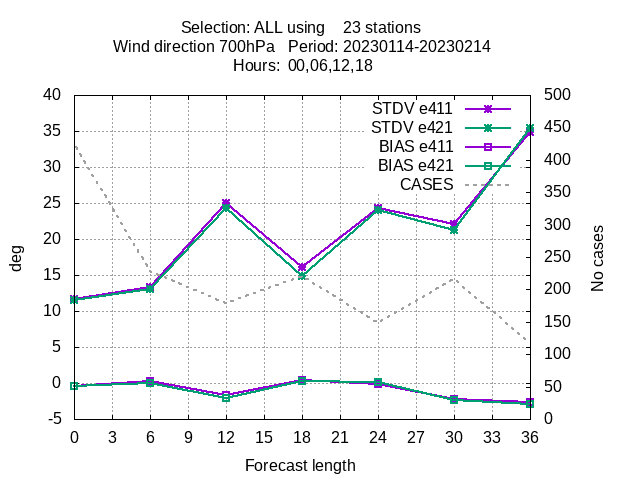 Selection: ALL using    23 stations
Wind direction 700hPa   Period: 20230114-20230214
Hours:  00,06,12,18
40
35
30
25
20
15
10
5
0
-5
deg
500
450
400
350
300
250
200
150
100
50
0
No cases
STDV e411
STDV e421
BIAS e411
BIAS e421
CASES
0 3 6 9 12 15 18 21 24 27 30 33 36
Forecast length